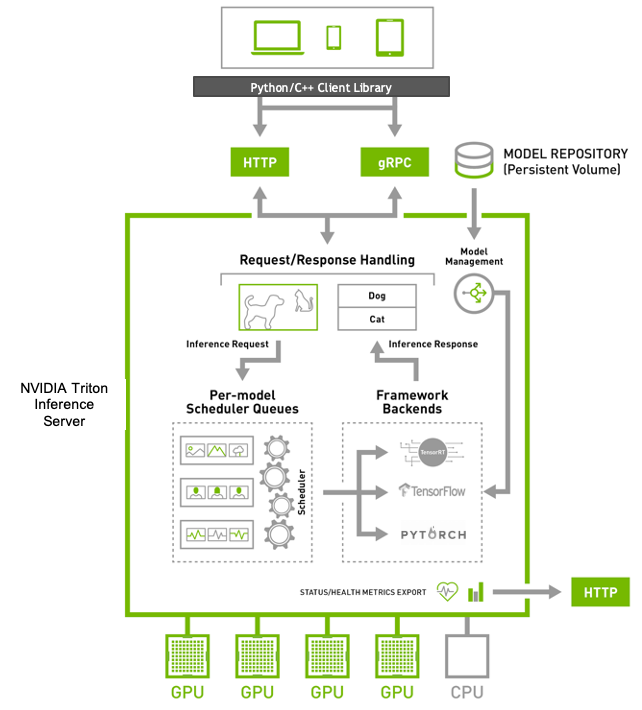 Python/C++ Client Library
HTTP
gRPC
MODEL REPOSITORY
(Persistent Volume)
Request/Response Handling
Model
Management
Dog
Cat
Inference Request
Inference Response
NVIDIA Triton
Inference
Server
Per-model
Scheduler Queues
Framework
Backends
Scheduler
TensorRT
TensorFlow
PYTORCH
STATUS/HEALTH METRICS EXPORT
HTTP
GPU
GPU
GPU
GPU
CPU